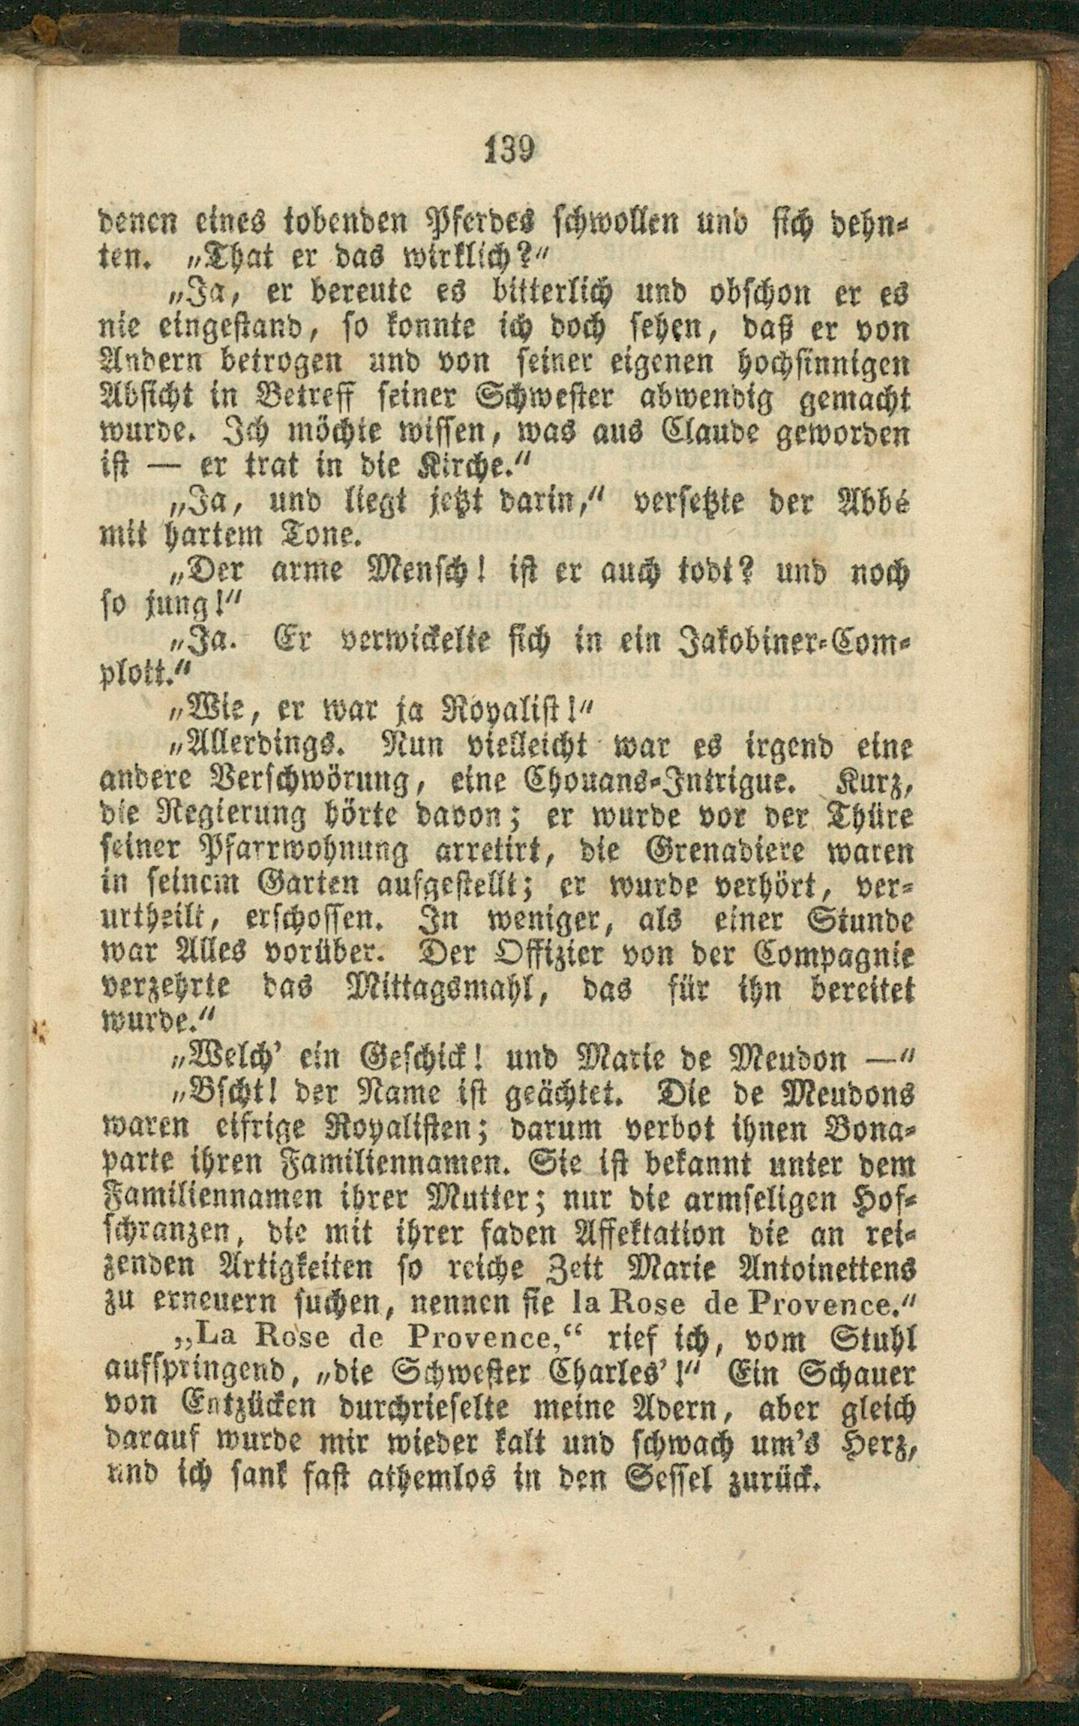 139
denen eines tobenden Pferdes schwollen und sich dehn-
ten. „That er das wirklich?“
„Ja, er bereute es bitterlich und obschon er es
nie eingestand, so konnte ich doch sehen, daß er von
Andern betrogen und von seiner eigenen hochsinnigen
Absicht in Betreff seiner Schwester abwendig gemacht
wurde. Ich möchte wissen, was aus Claude geworden
ist — er trat in die Kirche.“
„Ja, und liegt jetzt darin,“ versetzte der Abbé
mit hartem Tone.
„Der arme Mensch! ist er auch todt? und noch
so jung!“
„Ja. Er verwickelte sich in ein Jakobiner-Com-
plott.“
„Wie, er war ja Royalist!“
„Allerdings. Nun vielleicht war es irgend eine
andere Verschwörung, eine Chouans-Intrigue. Kurz,
die Regierung hörte davon; er wurde vor der Thüre
seiner Pfarrwohnung arretirt, die Grenadiere waren
in seinem Garten aufgestellt; er wurde verhört, ver-
urtheilt, erschossen. In weniger, als einer Stunde
war Alles vorüber. Der Offizier von der Compagnie
verzehrte das Mittagsmahl, das für ihn bereitet
wurde.“
„Welch’ ein Geschick! und Marie de Meudon —“
„Bscht! der Name ist geächtet. Die de Meudons
waren eifrige Royalisten; darum verbot ihnen Bona-
parte ihren Familiennamen. Sie ist bekannt unter dem
Familiennamen ihrer Mutter; nur die armseligen Hof-
schranzen, die mit ihrer faden Affektation die an rei-
zenden Artigkeiten so reiche Zeit Marie Antoinettens
zu erneuern suchen, nennen sie la Rose de Provence.“
„La Rose de Provence,“ rief ich, vom Stuhl
aufspringend, „die Schwester Charles’!“ Ein Schauer
von Entzücken durchrieselte meine Adern, aber gleich
darauf wurde mir wieder kalt und schwach um’s Herz,
und ich sank fast athemlos in den Sessel zurück.